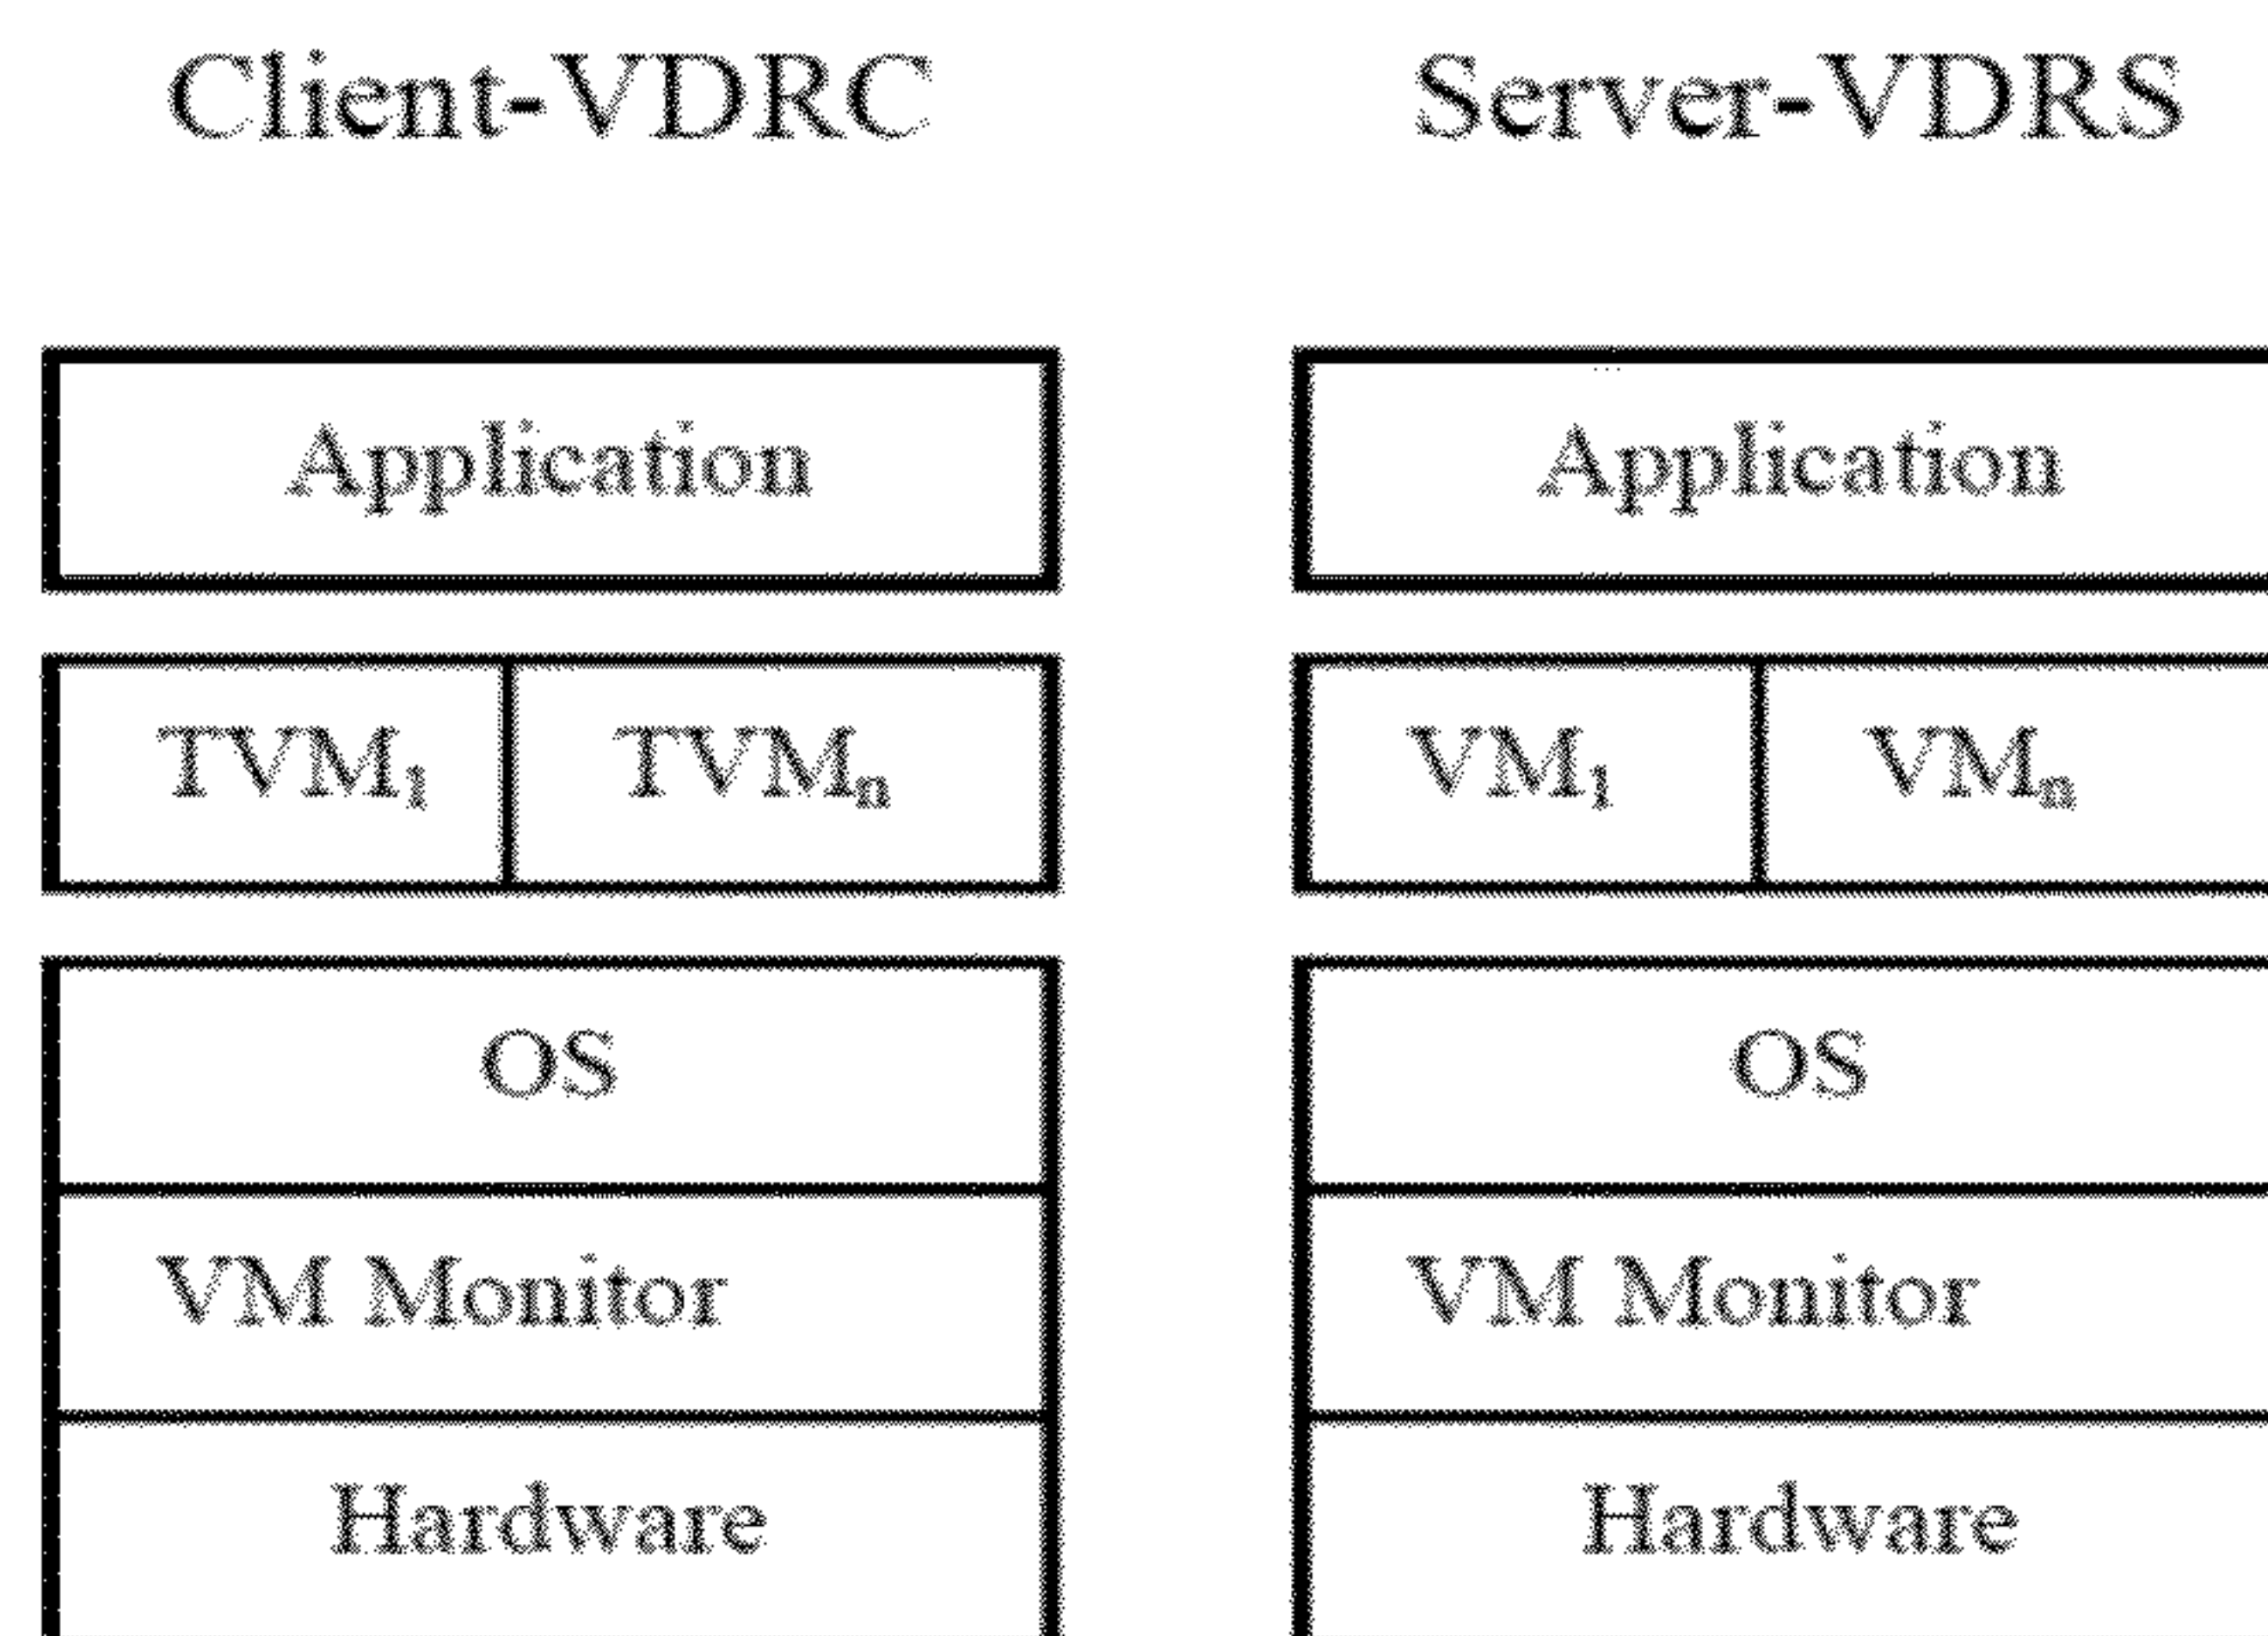 Client-VDRC
Application
TVM₁ TVMₙ
OS
VM Monitor
Hardware
Server-VDRS
Application
VM₁ VMₙ
OS
VM Monitor
Hardware